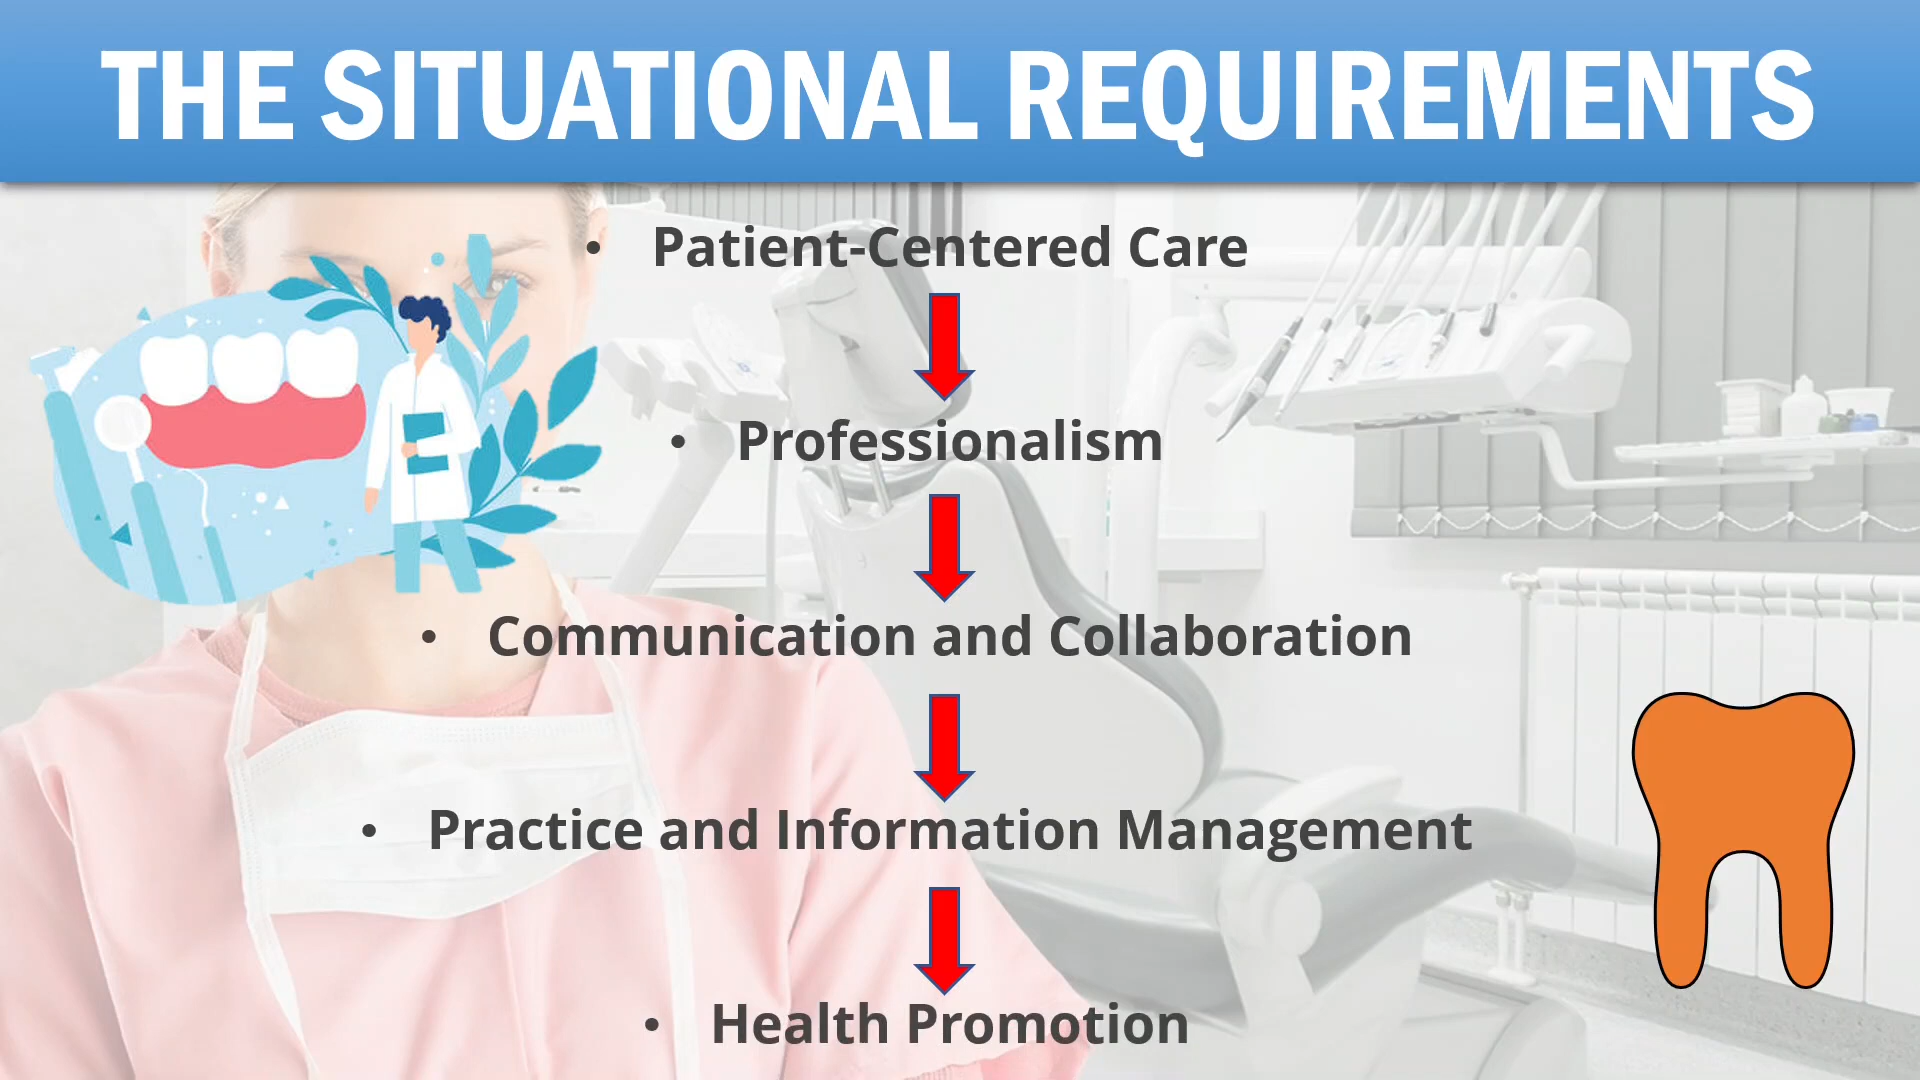 THE SITUATIONAL REQUIREMENTS
• Patient-Centered Care
• Professionalism
• Communication and Collaboration
• Practice and Information Management
• Health Promotion